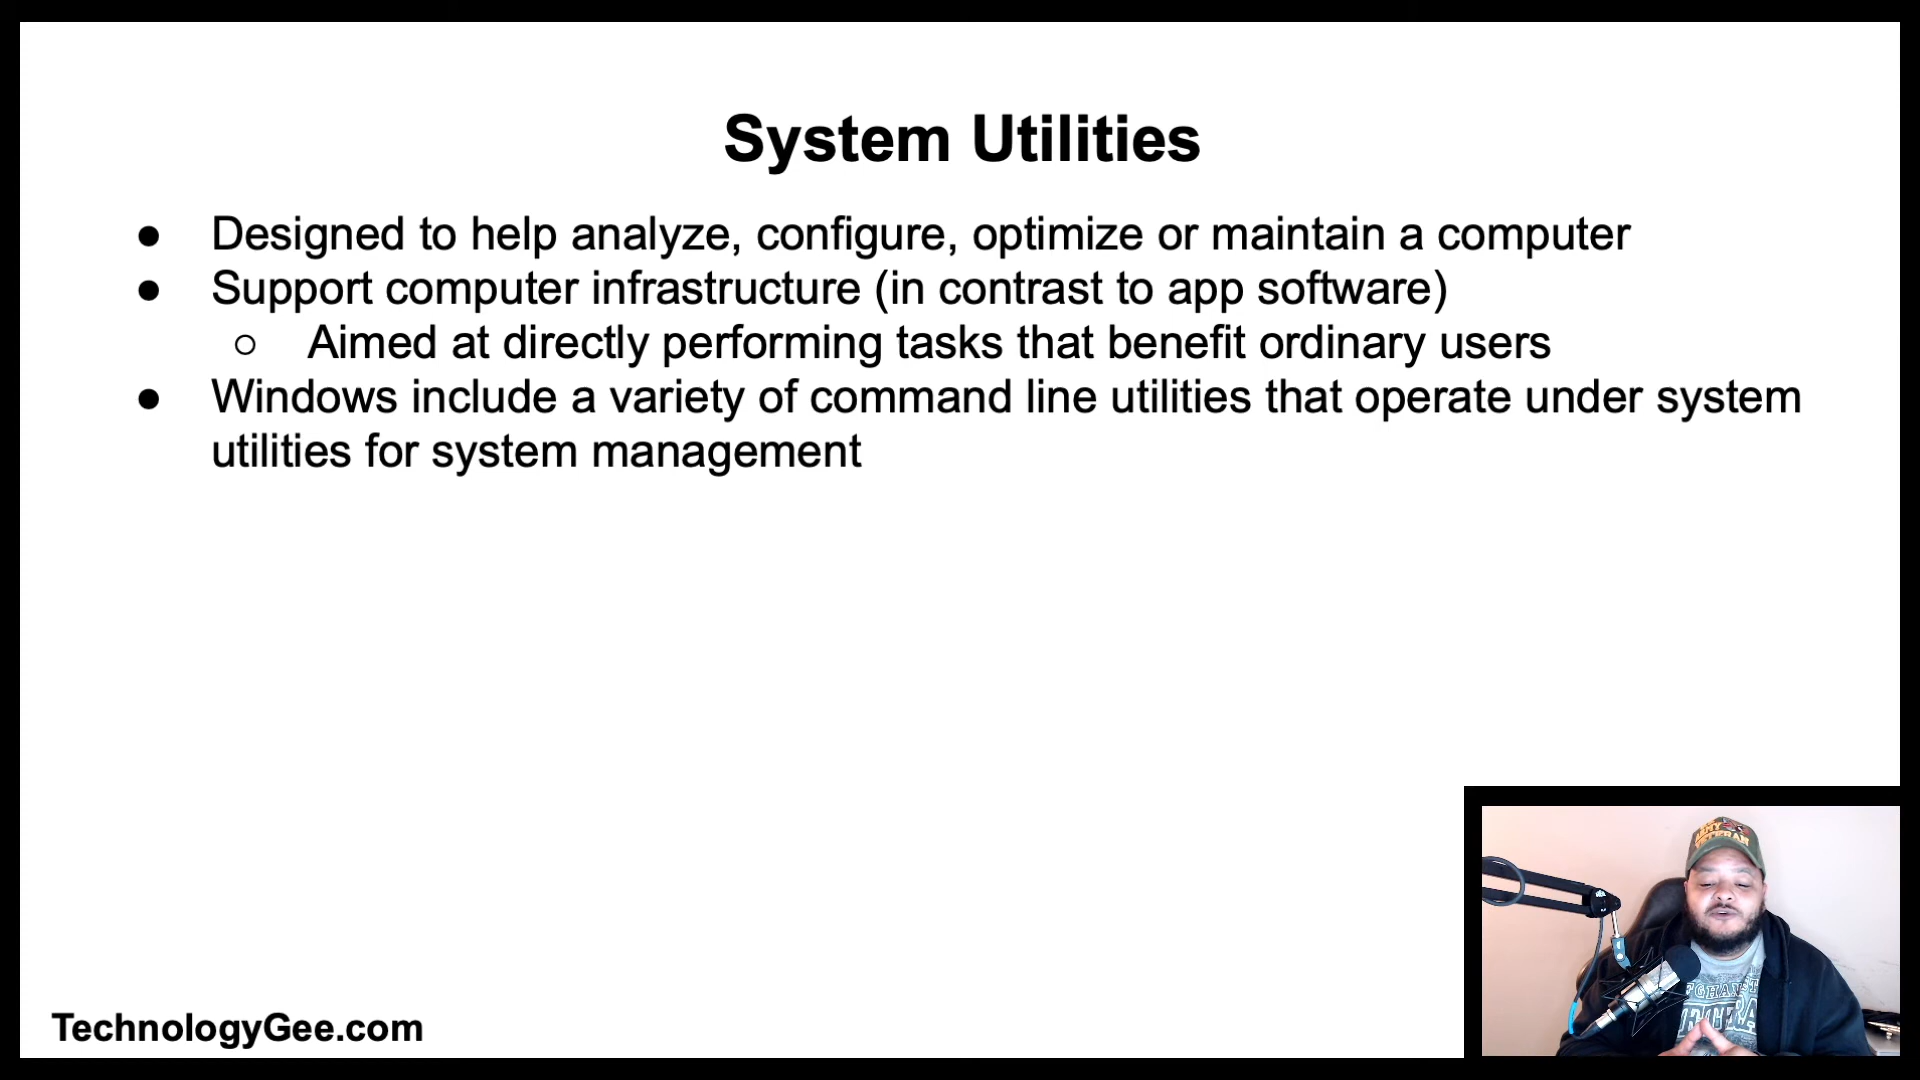 System Utilities
● Designed to help analyze, configure, optimize or maintain a computer
● Support computer infrastructure (in contrast to app software)
○ Aimed at directly performing tasks that benefit ordinary users
● Windows include a variety of command line utilities that operate under system
utilities for system management
TechnologyGee.com
ARMY
VETERAN